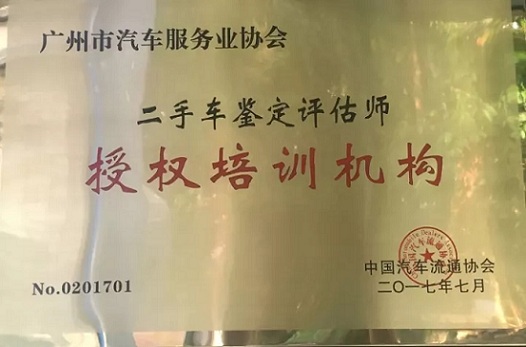 广州市汽车服务业协会
二手车鉴定评估师
授权培训机构
No.0201701
中国汽车流通协会
二〇一七年七月